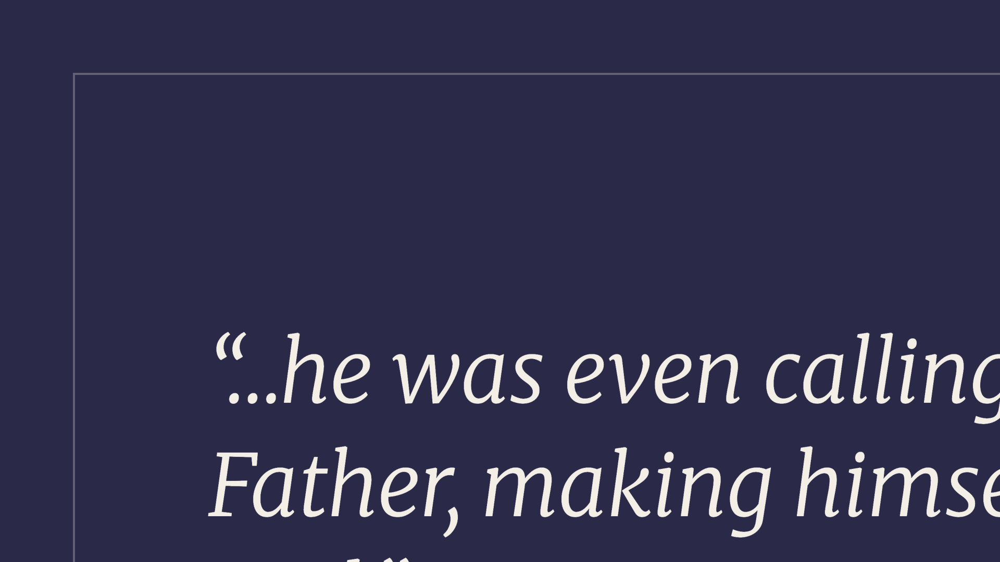 “...he was even calling
Father, making himse